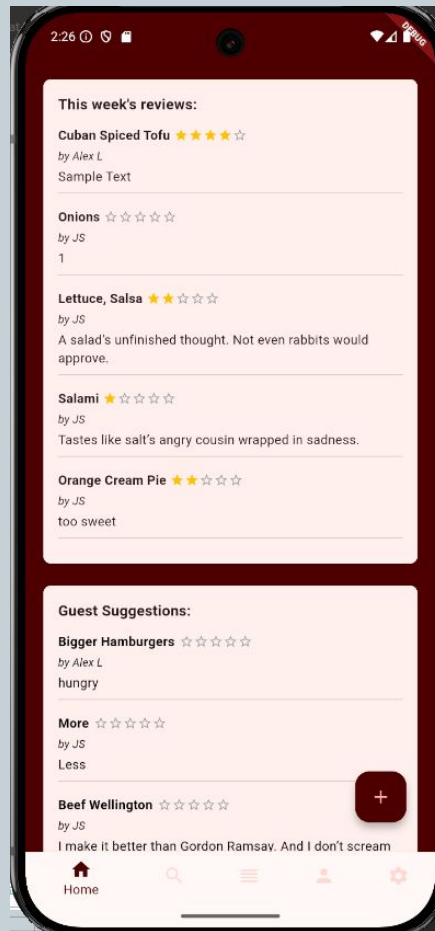 2:26
DEBUG
This week's reviews:
Cuban Spiced Tofu
by Alex L
Sample Text
Onions
by JS
1
Lettuce, Salsa
by JS
A salad's unfinished thought. Not even rabbits would
approve.
Salami
by JS
Tastes like salt's angry cousin wrapped in sadness.
Orange Cream Pie
by JS
too sweet
Guest Suggestions:
Bigger Hamburgers
by Alex L
hungry
More
by JS
Less
Beef Wellington
by JS
I make it better than Gordon Ramsay. And I don't scream
+
Home